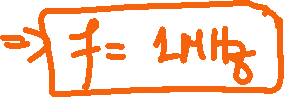 ⇒ f = 1MHz